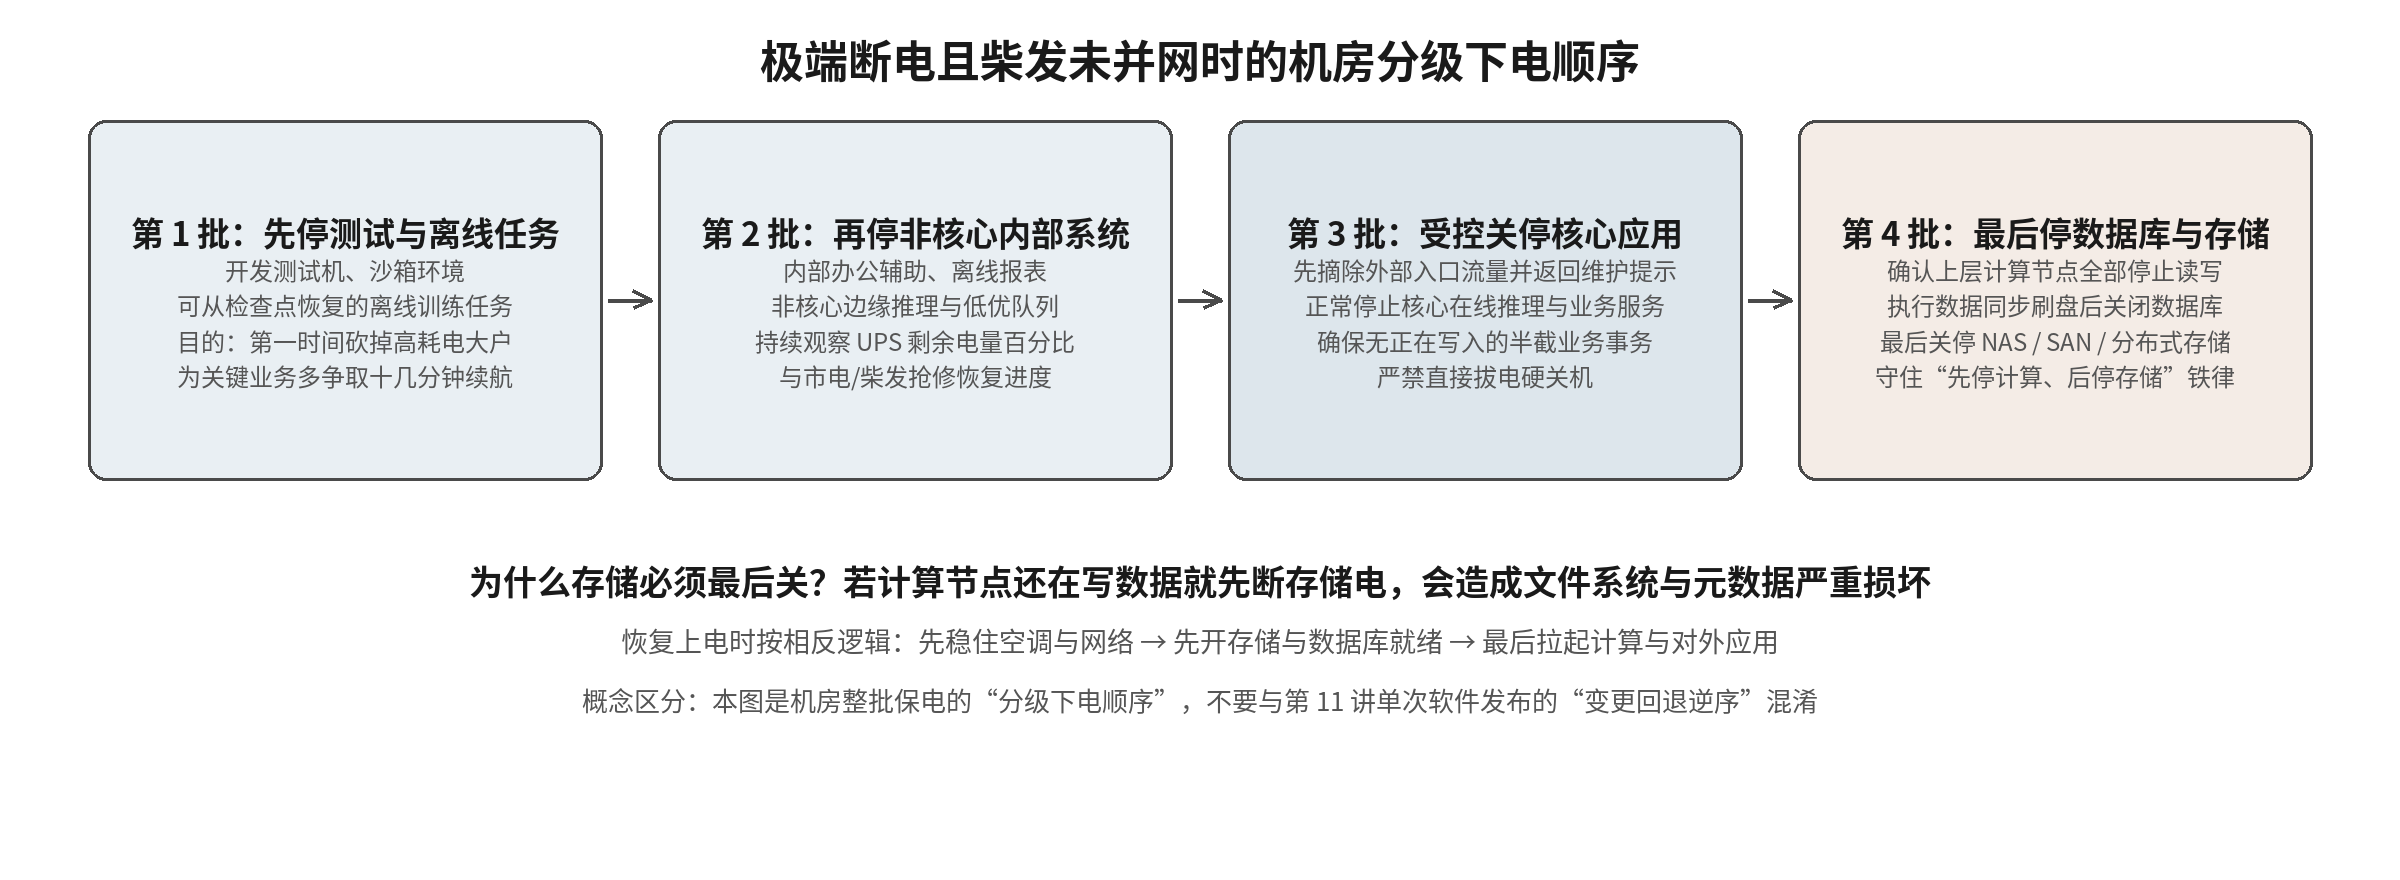 极端断电且柴发未并网时的机房分级下电顺序
第 1 批：先停测试与离线任务
开发测试机、沙箱环境
可从检查点恢复的离线训练任务
目的：第一时间砍掉高耗电大户
为关键业务多争取十几分钟续航
第 2 批：再停非核心内部系统
内部办公辅助、离线报表
非核心边缘推理与低优队列
持续观察 UPS 剩余电量百分比
与市电/柴发抢修恢复进度
第 3 批：受控关停核心应用
先摘除外部入口流量并返回维护提示
正常停止核心在线推理与业务服务
确保无正在写入的半截业务事务
严禁直接拔电硬关机
第 4 批：最后停数据库与存储
确认上层计算节点全部停止读写
执行数据同步刷盘后关闭数据库
最后关停 NAS / SAN / 分布式存储
守住“先停计算、后停存储”铁律
为什么存储必须最后关？若计算节点还在写数据就先断存储电，会造成文件系统与元数据严重损坏
恢复上电时按相反逻辑：先稳住空调与网络 → 先开存储与数据库就绪 → 最后拉起计算与对外应用
概念区分：本图是机房整批保电的“分级下电顺序”，不要与第 11 讲单次软件发布的“变更回退逆序”混淆